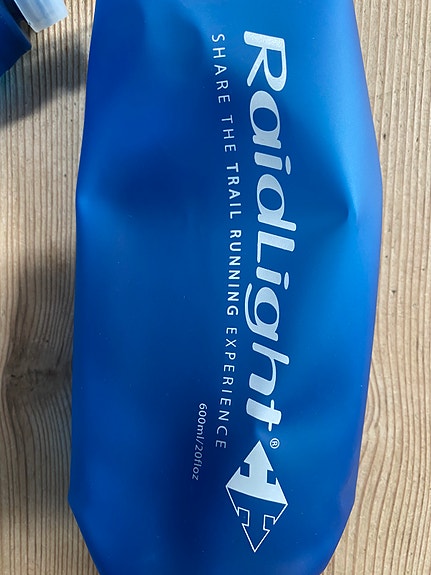 RaidLight®
SHARE THE TRAIL RUNNING EXPERIENCE
600ml/20floz